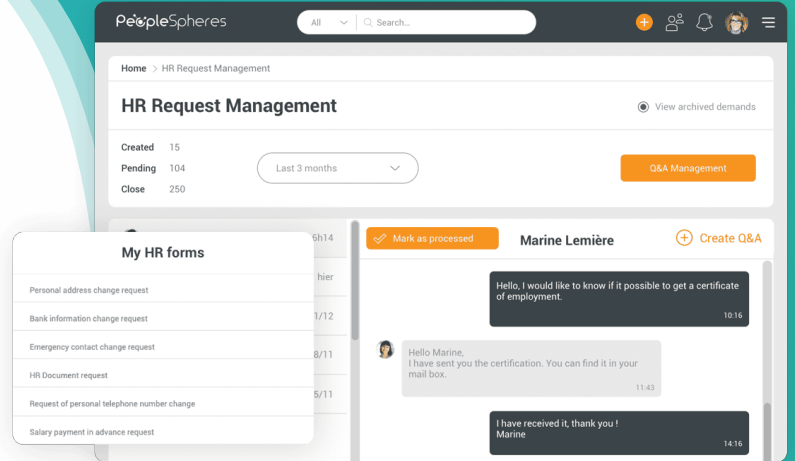 PeopleSpheres
All
Search...
Home > HR Request Management
HR Request Management
View archived demands
Created 15
Pending 104
Close 250
Last 3 months
Q&A Management
6h14
hier
1/12
8/11
5/11
My HR forms
Personal address change request
Bank information change request
Emergency contact change request
HR Document request
Request of personal telephone number change
Salary payment in advance request
Mark as processed
Marine Lemière
Create Q&A
Hello, I would like to know if it possible to get a certificate
of employment.
10:16
Hello Marine,
I have sent you the certification. You can find it in your
mail box.
11:43
I have received it, thank you !
Marine
14:16